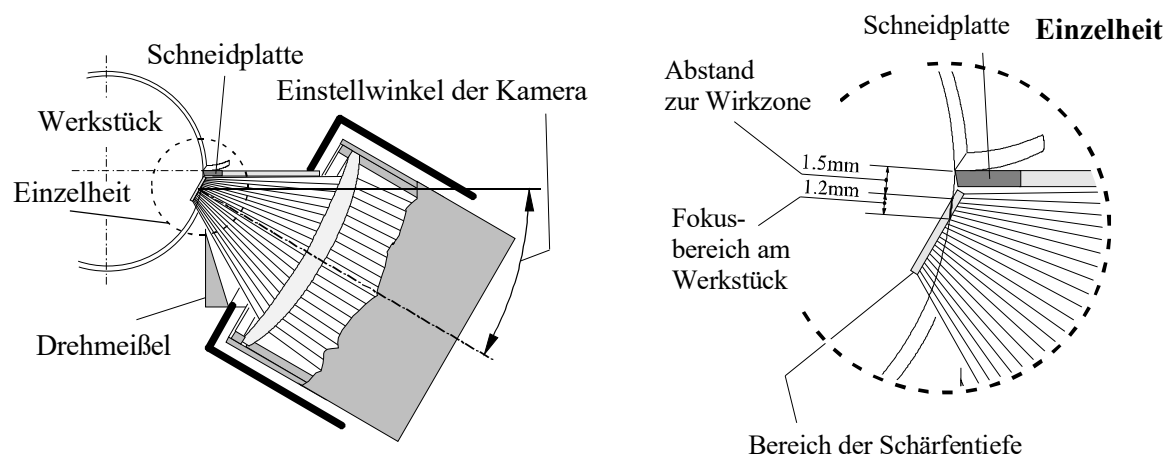 Schneidplatte
Einstellwinkel der Kamera
Werkstück
Einzelheit
Drehmeißel
Schneidplatte
Einzelheit
Abstand
zur Wirkzone
1.5mm
1.2mm
Fokus-
bereich am
Werkstück
Bereich der Schärfentiefe